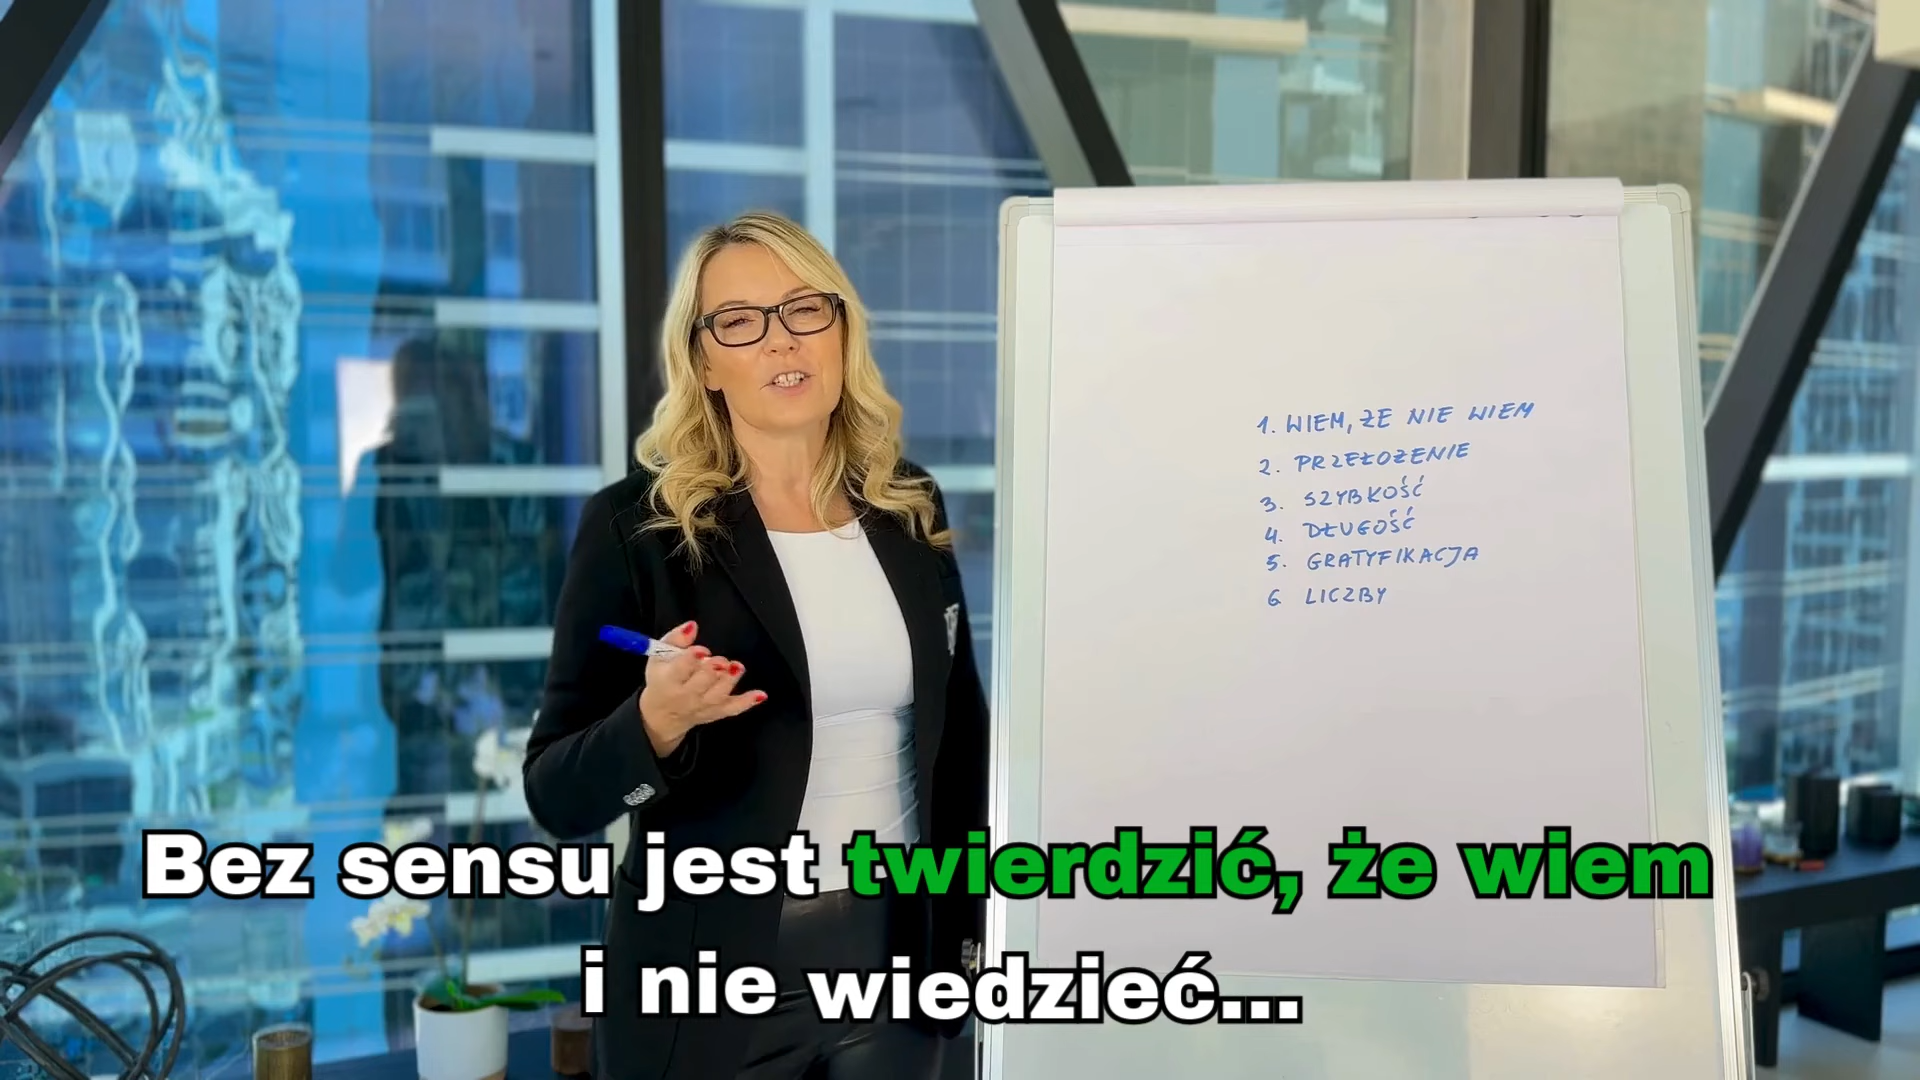 1. WIEM, ŻE NIE WIEM
2. PRZEŁOŻENIE
3. SZYBKOŚĆ
4. DŁUGOŚĆ
5. GRATYFIKACJA
6 LICZBY
Bez sensu jest twierdzić, że wiem
i nie wiedzieć...